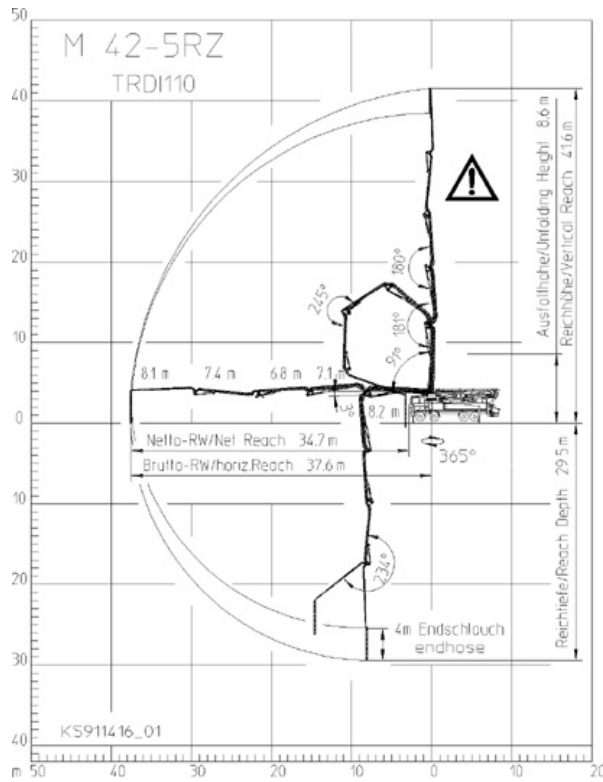 50
M 42-5RZ
TRDI110
40
30
20
10
0
10
20
30
40
Ausfalthöhe/Unfolding Height 8.6 m
Reichhöhe/Vertical Reach 41.6 m
180°
245°
181°
97°
8.1 m 7.4 m 6.8 m 7.1 m
3°
8.2 m
Netto-RW/Net Reach 34.7 m
Brutto-RW/horiz.Reach 37.6 m
365°
Reichtiefe/Reach Depth 29.5 m
234°
4m Endschlauch
endhose
KS911416_01
m 50 40 30 20 10 0 10 20